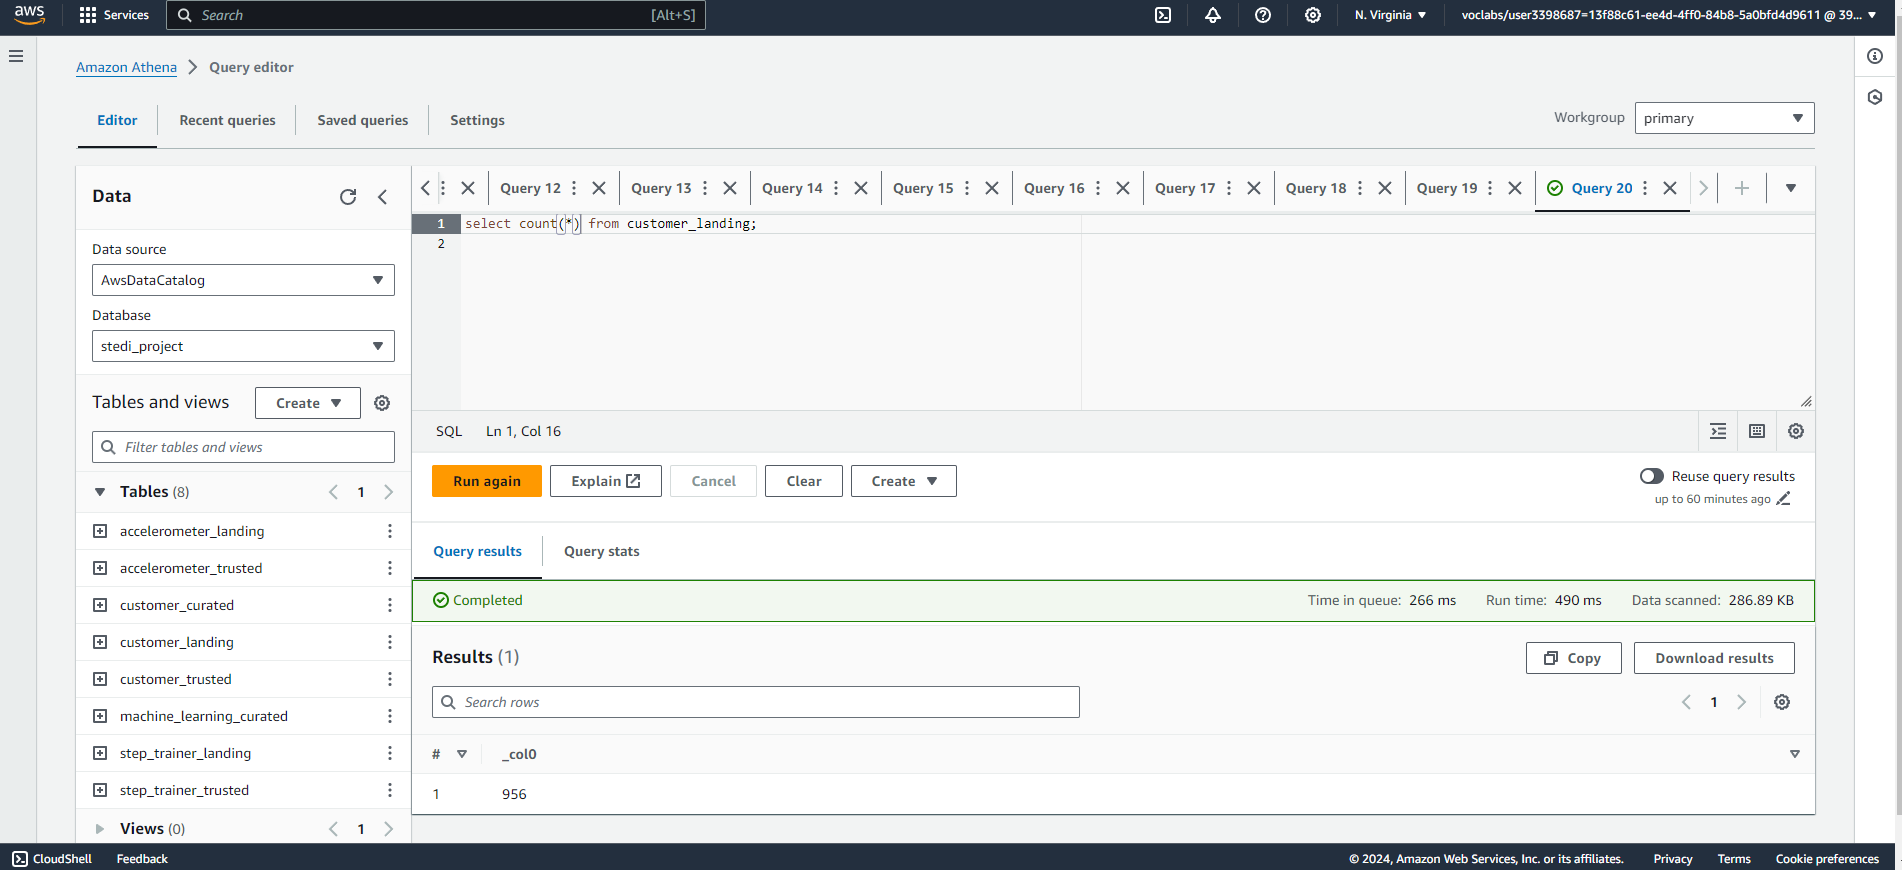 aws Services Search [Alt+S] N. Virginia voclabs/user3398687=13f88c61-ee4d-4ff0-84b8-5a0bfd4d9611 @ 39...
Amazon Athena Query editor
Editor Recent queries Saved queries Settings Workgroup primary
Data
Data source
AwsDataCatalog
Database
stedi_project
Tables and views Create
Filter tables and views
Tables (8) 1
accelerometer_landing
accelerometer_trusted
customer_curated
customer_landing
customer_trusted
machine_learning_curated
step_trainer_landing
step_trainer_trusted
Views (0) 1
Query 12 Query 13 Query 14 Query 15 Query 16 Query 17 Query 18 Query 19 Query 20
1 select count(*) from customer_landing;
2
SQL Ln 1, Col 16
Run again Explain Cancel Clear Create Reuse query results
up to 60 minutes ago
Query results Query stats
Completed Time in queue: 266 ms Run time: 490 ms Data scanned: 286.89 KB
Results (1) Copy Download results
Search rows 1
# _col0
1 956
CloudShell Feedback © 2024, Amazon Web Services, Inc. or its affiliates. Privacy Terms Cookie preferences